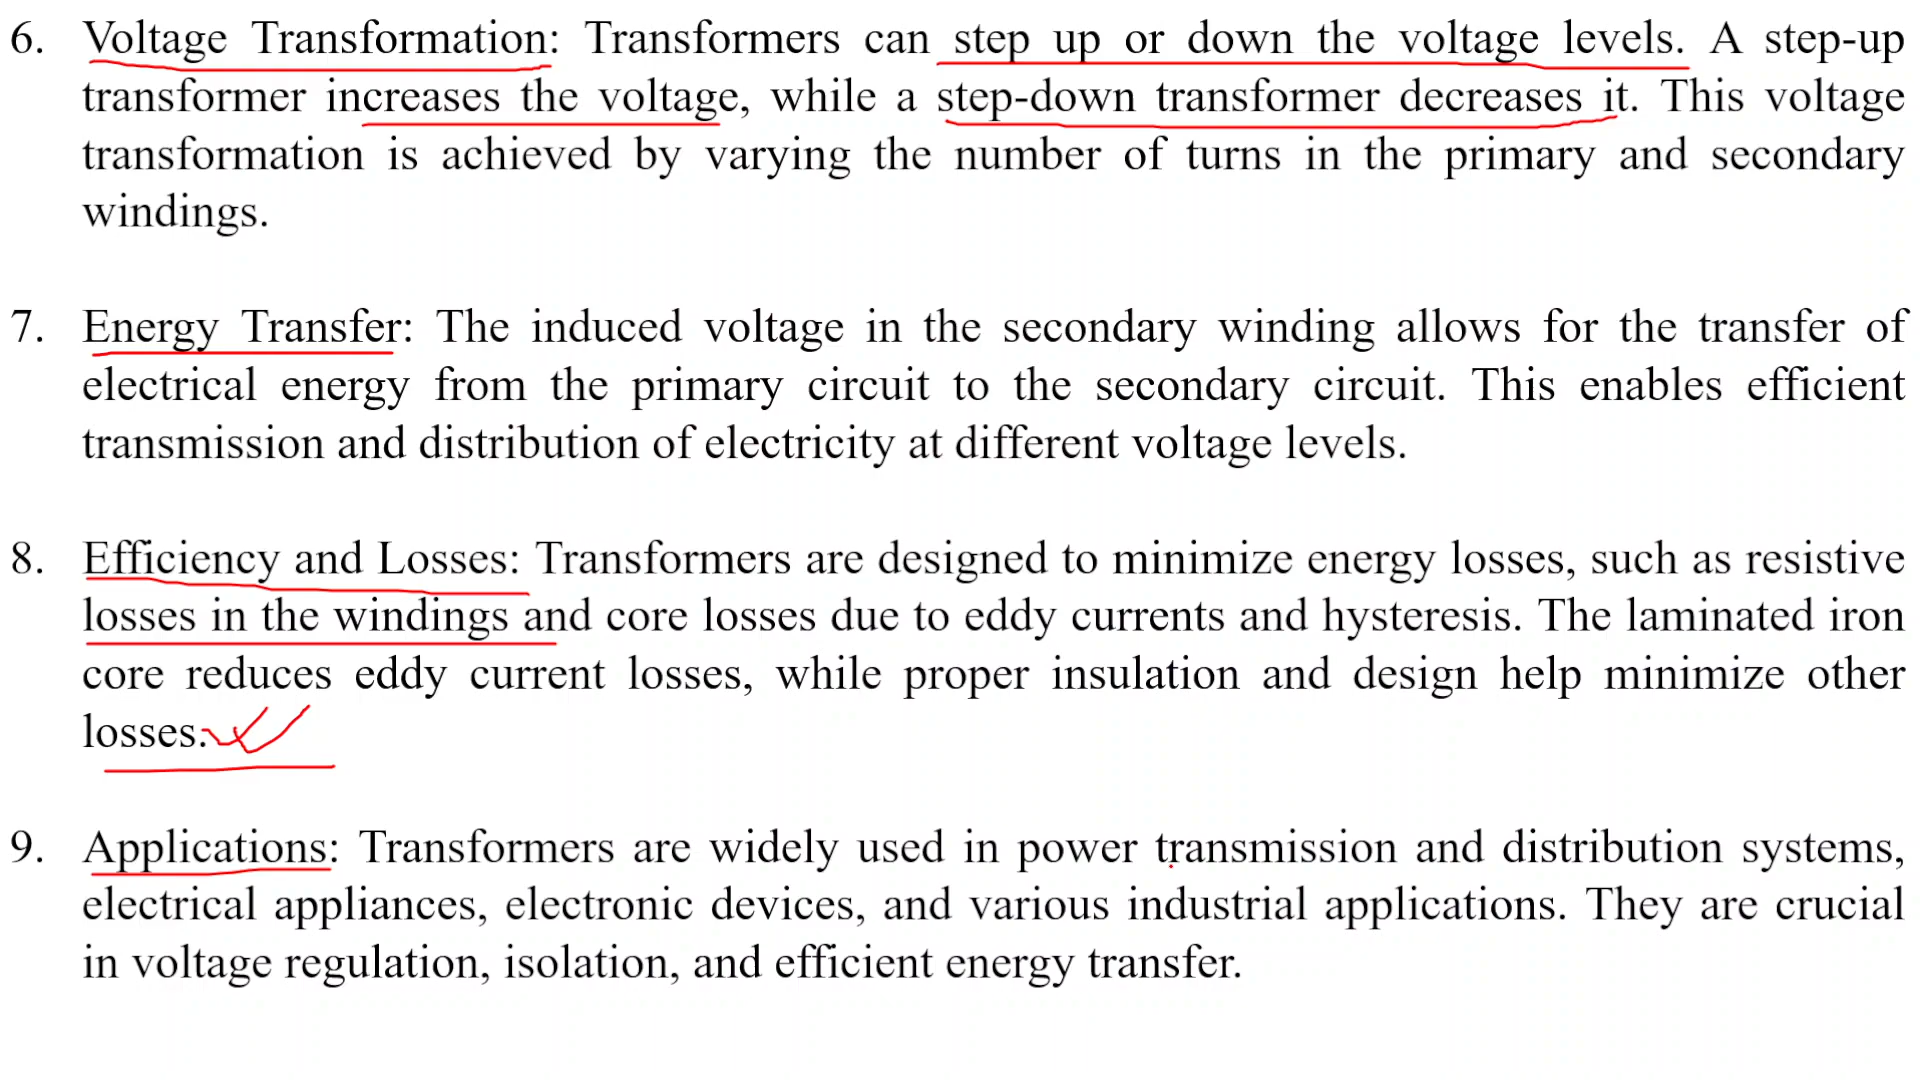 6. Voltage Transformation: Transformers can step up or down the voltage levels. A step-up
transformer increases the voltage, while a step-down transformer decreases it. This voltage
transformation is achieved by varying the number of turns in the primary and secondary
windings.
7. Energy Transfer: The induced voltage in the secondary winding allows for the transfer of
electrical energy from the primary circuit to the secondary circuit. This enables efficient
transmission and distribution of electricity at different voltage levels.
8. Efficiency and Losses: Transformers are designed to minimize energy losses, such as resistive
losses in the windings and core losses due to eddy currents and hysteresis. The laminated iron
core reduces eddy current losses, while proper insulation and design help minimize other
losses.
9. Applications: Transformers are widely used in power transmission and distribution systems,
electrical appliances, electronic devices, and various industrial applications. They are crucial
in voltage regulation, isolation, and efficient energy transfer.